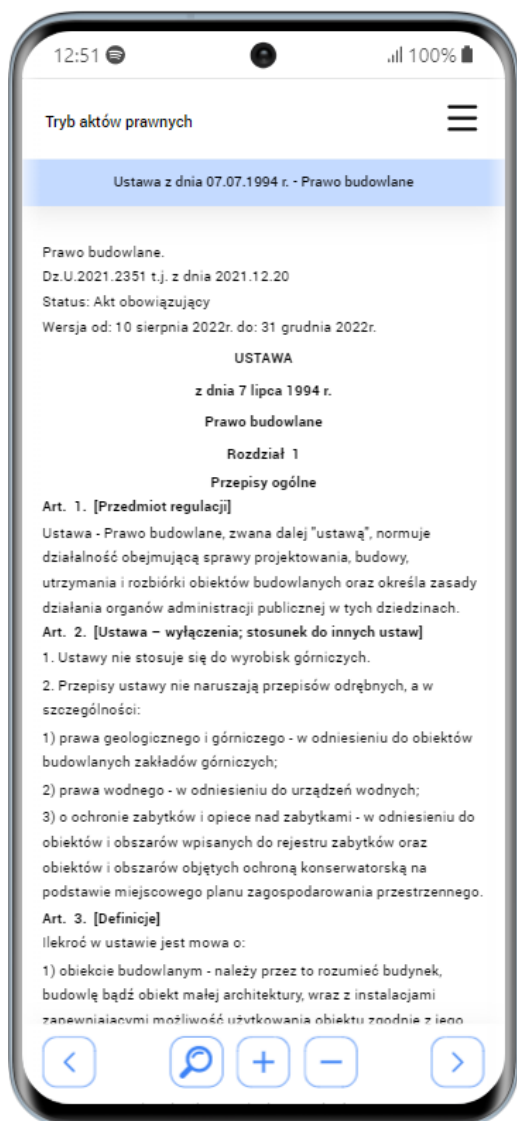 12:51
100%
Tryb aktów prawnych
Ustawa z dnia 07.07.1994 r. - Prawo budowlane
Prawo budowlane.
Dz.U.2021.2351 t.j. z dnia 2021.12.20
Status: Akt obowiązujący
Wersja od: 10 sierpnia 2022r. do: 31 grudnia 2022r.
USTAWA
z dnia 7 lipca 1994 r.
Prawo budowlane
Rozdział 1
Przepisy ogólne
Art. 1. [Przedmiot regulacji]
Ustawa - Prawo budowlane, zwana dalej "ustawą", normuje
działalność obejmującą sprawy projektowania, budowy,
utrzymania i rozbiórki obiektów budowlanych oraz określa zasady
działania organów administracji publicznej w tych dziedzinach.
Art. 2. [Ustawa – wyłączenia; stosunek do innych ustaw]
1. Ustawy nie stosuje się do wyrobisk górniczych.
2. Przepisy ustawy nie naruszają przepisów odrębnych, a w
szczególności:
1) prawa geologicznego i górniczego - w odniesieniu do obiektów
budowlanych zakładów górniczych;
2) prawa wodnego - w odniesieniu do urządzeń wodnych;
3) o ochronie zabytków i opiece nad zabytkami - w odniesieniu do
obiektów i obszarów wpisanych do rejestru zabytków oraz
obiektów i obszarów objętych ochroną konserwatorską na
podstawie miejscowego planu zagospodarowania przestrzennego.
Art. 3. [Definicje]
Ilekroć w ustawie jest mowa o:
1) obiekcie budowlanym - należy przez to rozumieć budynek,
budowlę bądź obiekt małej architektury, wraz z instalacjami
zapewniającymi możliwość użytkowania obiektu zgodnie z jego